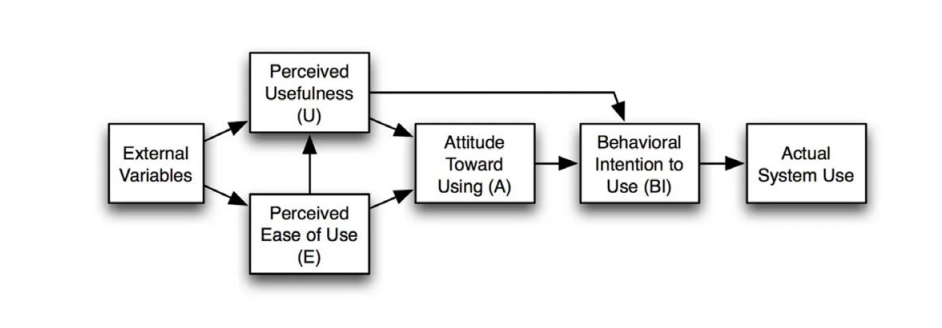 Perceived
Usefulness
(U)
External
Variables
Perceived
Ease of Use
(E)
Attitude
Toward
Using (A)
Behavioral
Intention to
Use (BI)
Actual
System Use